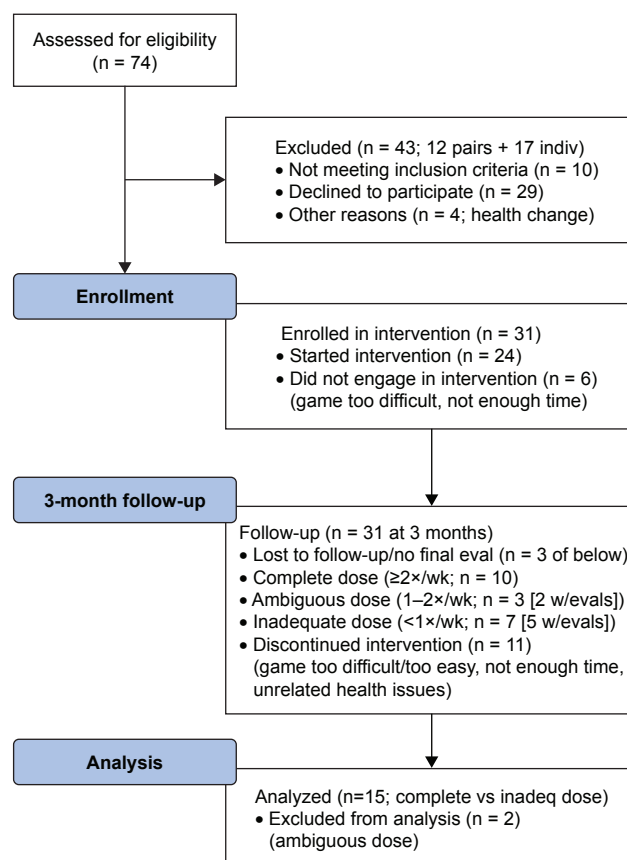 Assessed for eligibility
(n = 74)
Excluded (n = 43; 12 pairs + 17 indiv)
• Not meeting inclusion criteria (n = 10)
• Declined to participate (n = 29)
• Other reasons (n = 4; health change)
Enrollment
Enrolled in intervention (n = 31)
• Started intervention (n = 24)
• Did not engage in intervention (n = 6)
(game too difficult, not enough time)
3-month follow-up
Follow-up (n = 31 at 3 months)
• Lost to follow-up/no final eval (n = 3 of below)
• Complete dose (≥2×/wk; n = 10)
• Ambiguous dose (1–2×/wk; n = 3 [2 w/evals])
• Inadequate dose (<1×/wk; n = 7 [5 w/evals])
• Discontinued intervention (n = 11)
(game too difficult/too easy, not enough time,
unrelated health issues)
Analysis
Analyzed (n=15; complete vs inadeq dose)
• Excluded from analysis (n = 2)
(ambiguous dose)